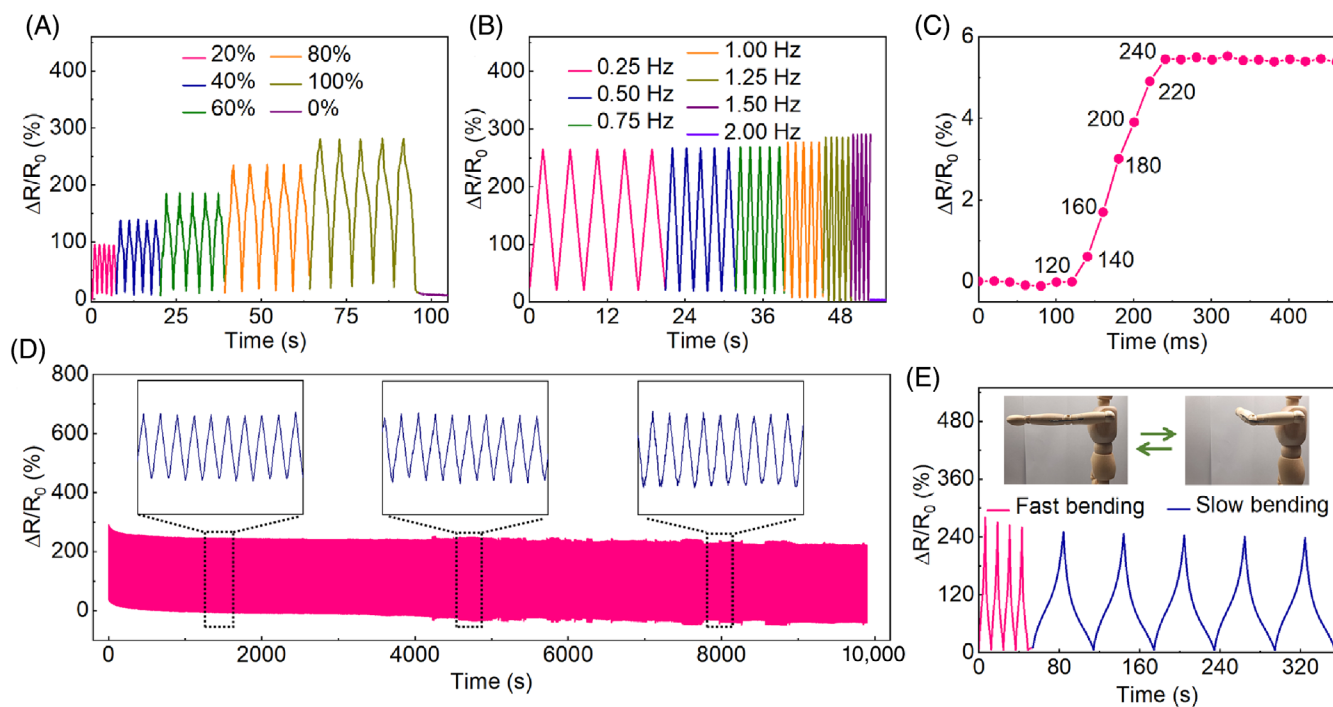 (A)
ΔR/R0 (%)
400
300
200
100
0
20%
40%
60%
80%
100%
0%
0 25 50 75 100
Time (s)
(B)
ΔR/R0 (%)
400
300
200
100
0
0.25 Hz
0.50 Hz
0.75 Hz
1.00 Hz
1.25 Hz
1.50 Hz
2.00 Hz
0 12 24 36 48
Time (s)
(C)
ΔR/R0 (%)
6
4
2
0
240
220
200
180
160
140
120
0 100 200 300 400
Time (ms)
(D)
ΔR/R0 (%)
800
600
400
200
0
0 2000 4000 6000 8000 10,000
Time (s)
(E)
ΔR/R0 (%)
480
360
240
120
0
Fast bending Slow bending
0 80 160 240 320
Time (s)